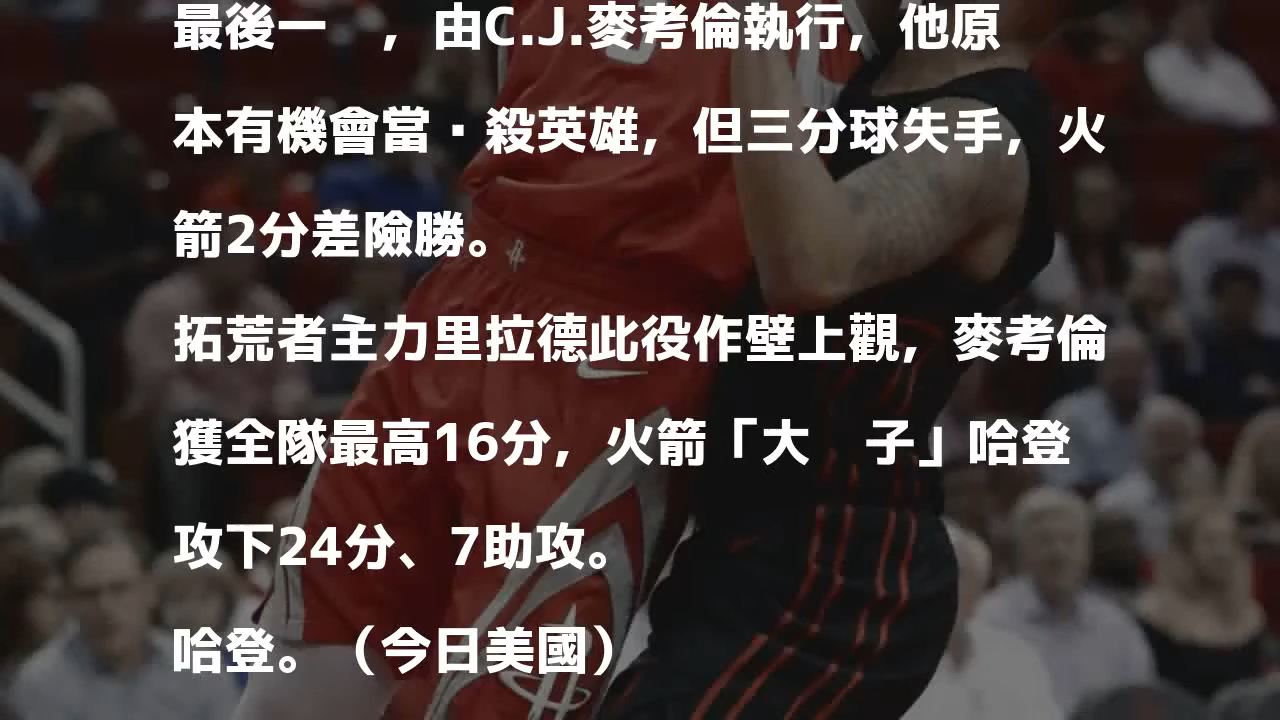 最後一　，由C.J.麥考倫執行，他原
本有機會當·殺英雄，但三分球失手，火
箭2分差險勝。
拓荒者主力里拉德此役作壁上觀，麥考倫
獲全隊最高16分，火箭「大　子」哈登
攻下24分、7助攻。
哈登。（今日美國）